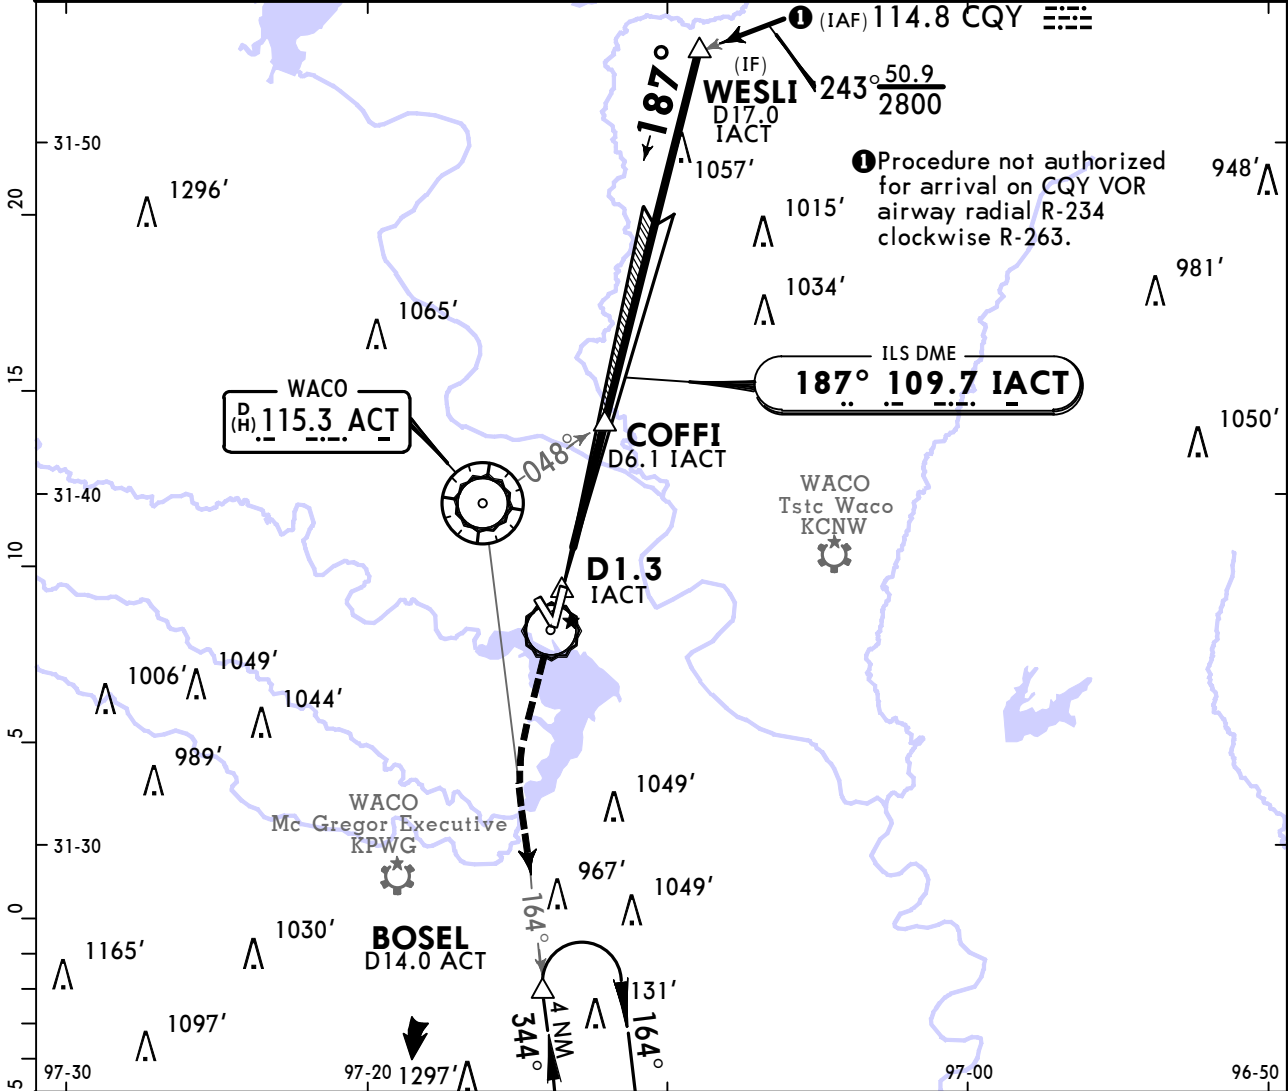 ❶ (IAF) 114.8 CQY
187°
(IF)
WESLI
D17.0
IACT
243° 50.9
2800
31-50
1057'
❶Procedure not authorized
for arrival on CQY VOR
airway radial R-234
clockwise R-263.
948'
1296'
20
1015'
981'
1034'
1065'
ILS DME
187° 109.7 IACT
15
WACO
D
(H) 115.3 ACT
1050'
COFFI
D6.1 IACT
048°
31-40
WACO
Tstc Waco
KCNW
10
D1.3
IACT
1006'
1049'
1044'
5
989'
1049'
WACO
Mc Gregor Executive
KPWG
31-30
967'
1049'
0
164°
1030'
BOSEL
D14.0 ACT
1165'
131'
4 NM
344°
164°
1097'
1297'
5
97-30
97-20
97-00
96-50